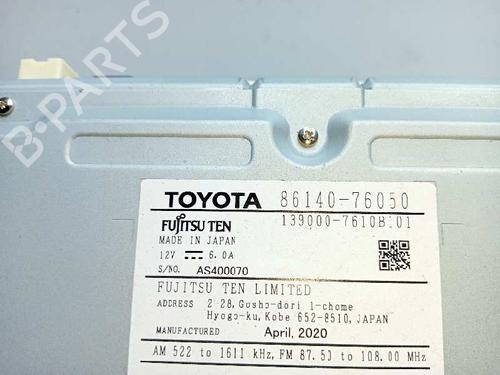 B-PARTS
TOYOTA 86140-76050
FUJITSU TEN 139000-7610B101
MADE IN JAPAN
12V 6.0A
S/NO. AS400070
FUJITSU TEN LIMITED
ADDRESS 2-28, Gosho-dori 1-chome
Hyogo-ku, Kobe 652-8510, JAPAN
MANUFACTURED April, 2020
AM 522 to 1611 kHz, FM 87.50 to 108.00 MHz